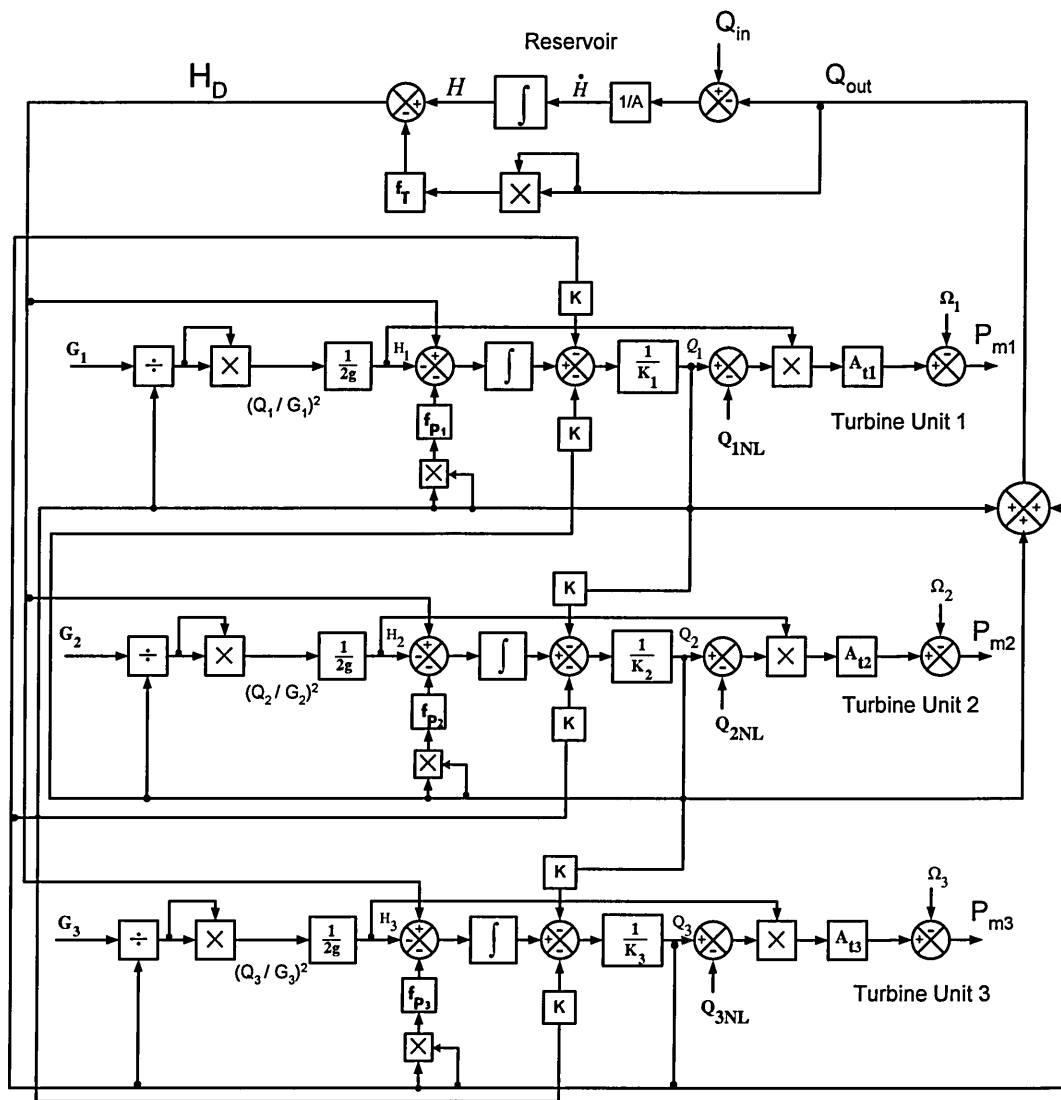 Reservoir
Q_in
H_D
H
∫
Ḣ
1/A
+
-
+
-
Q_out
f_T
×
K
G_1
÷
×
(Q_1 / G_1)²
1/2g
H_1
+
-
-
∫
-
+
-
1/K_1
Q_1
+
-
Q_1NL
×
A_t1
Ω_1
-
+
P_m1
Turbine Unit 1
f_P1
×
K
+
+
+
K
G_2
÷
×
(Q_2 / G_2)²
1/2g
H_2
+
-
-
∫
-
+
-
1/K_2
Q_2
+
-
Q_2NL
×
A_t2
Ω_2
-
+
P_m2
Turbine Unit 2
f_P2
×
K
K
G_3
÷
×
(Q_3 / G_3)²
1/2g
H_3
+
-
-
∫
-
+
-
1/K_3
Q_3
+
-
Q_3NL
×
A_t3
Ω_3
-
+
P_m3
Turbine Unit 3
f_P3
×
K